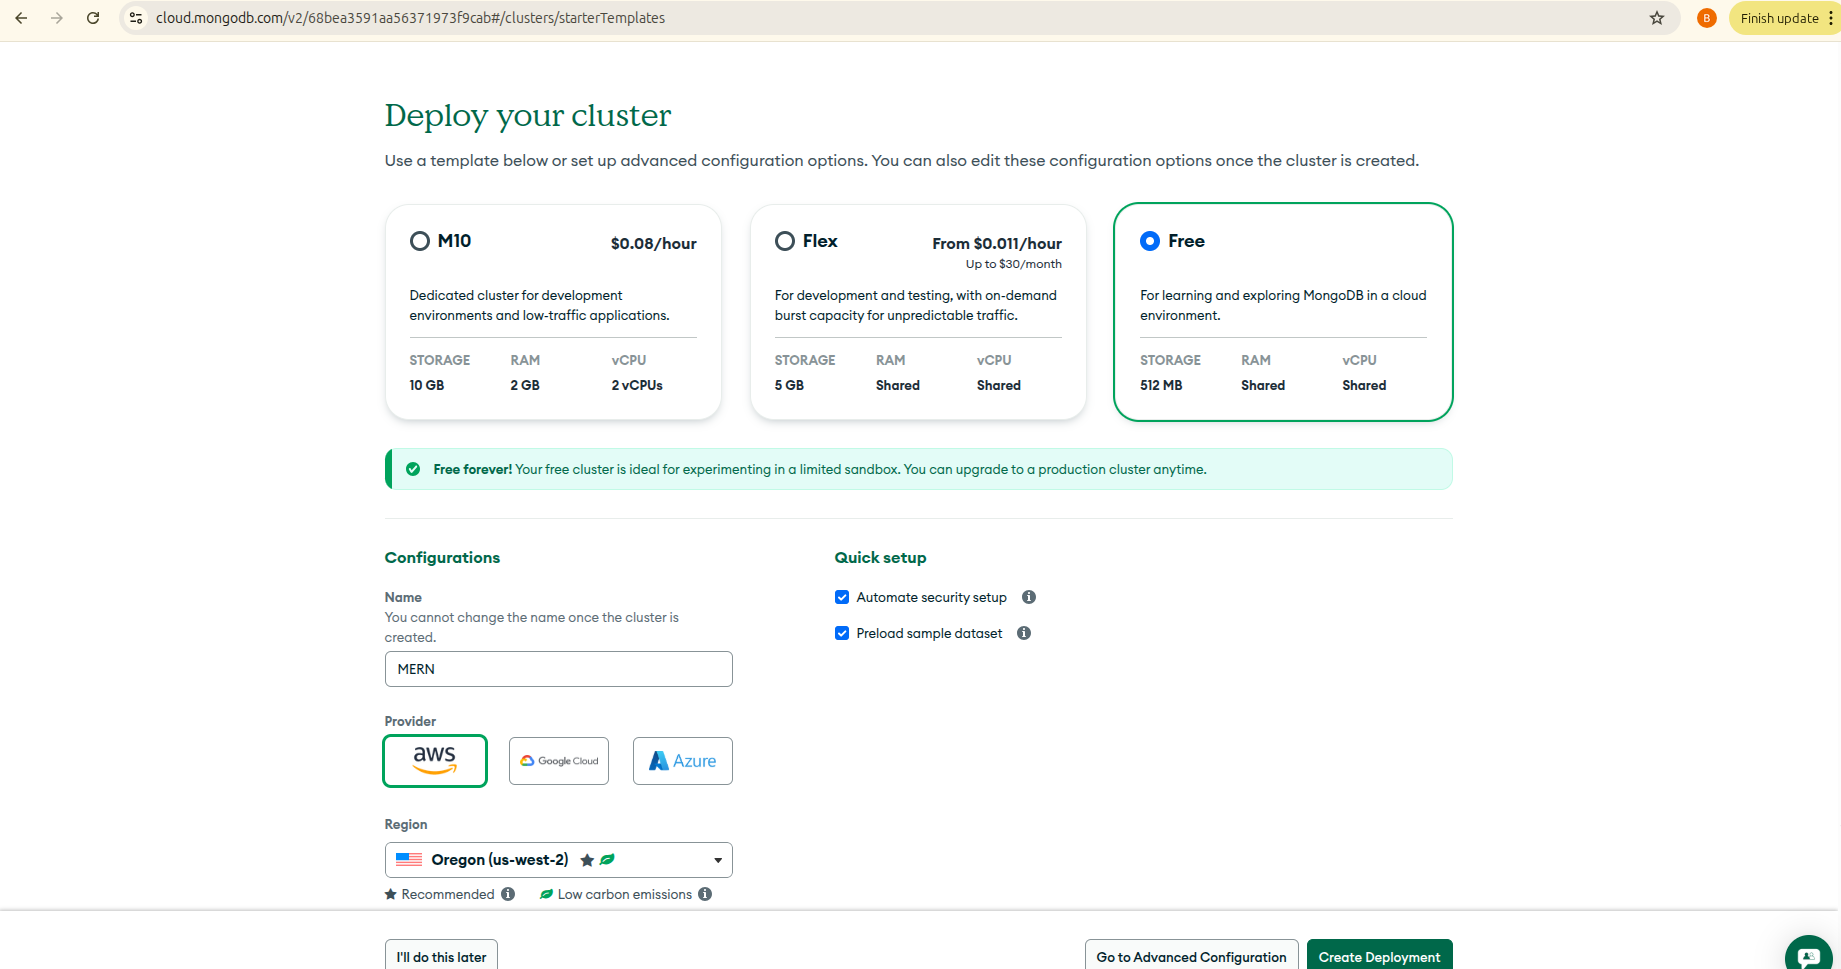 cloud.mongodb.com/v2/68bea3591aa56371973f9cab#/clusters/starterTemplates
B
Finish update
Deploy your cluster
Use a template below or set up advanced configuration options. You can also edit these configuration options once the cluster is created.
M10
$0.08/hour
Dedicated cluster for development
environments and low-traffic applications.
STORAGE RAM vCPU
10 GB 2 GB 2 vCPUs
Flex
From $0.011/hour
Up to $30/month
For development and testing, with on-demand
burst capacity for unpredictable traffic.
STORAGE RAM vCPU
5 GB Shared Shared
Free
For learning and exploring MongoDB in a cloud
environment.
STORAGE RAM vCPU
512 MB Shared Shared
Free forever! Your free cluster is ideal for experimenting in a limited sandbox. You can upgrade to a production cluster anytime.
Configurations
Name
You cannot change the name once the cluster is
created.
MERN
Provider
aws
Google Cloud
Azure
Region
Oregon (us-west-2)
Recommended
Low carbon emissions
Quick setup
Automate security setup
Preload sample dataset
I'll do this later
Go to Advanced Configuration
Create Deployment